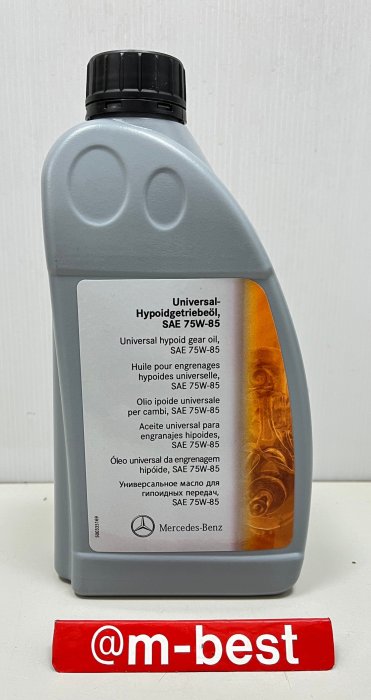 Universal-
Hypoidgetriebeöl,
SAE 75W-85
Universal hypoid gear oil,
SAE 75W-85
Huile pour engrenages
hypoides universelle,
SAE 75W-85
Olio ipoide universale
per cambi, SAE 75W-85
Aceite universal para
engranajes hipoides,
SAE 75W-85
Óleo universal da engrenagem
hipóide, SAE 75W-85
Универсальное масло для
гипоидных передач,
SAE 75W-85
Mercedes-Benz
@m-best